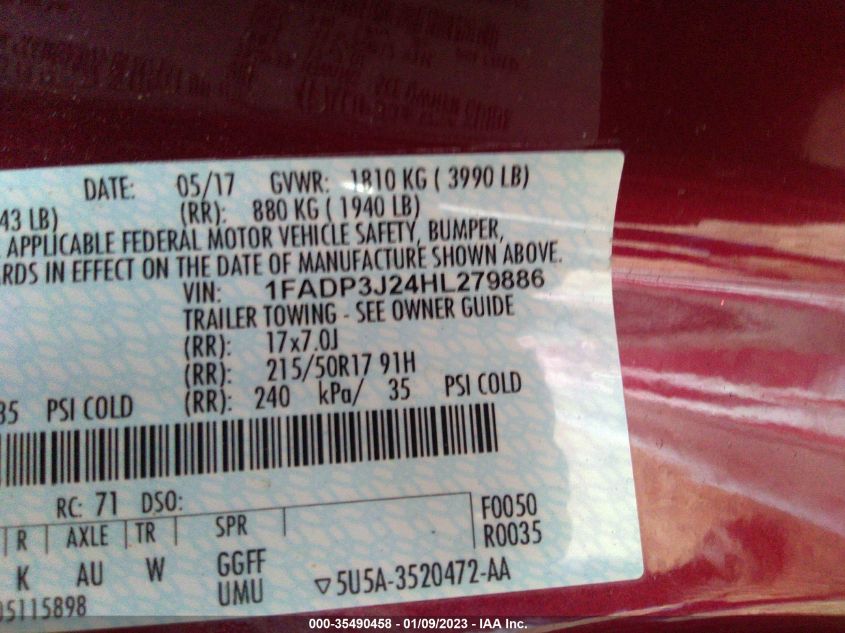 DATE: 05/17 GVWR: 1810 KG ( 3990 LB)
43 LB) (RR): 880 KG ( 1940 LB)
APPLICABLE FEDERAL MOTOR VEHICLE SAFETY, BUMPER,
RDS IN EFFECT ON THE DATE OF MANUFACTURE SHOWN ABOVE.
VIN: 1FADP3J24HL279886
TRAILER TOWING - SEE OWNER GUIDE
(RR): 17x7.0J
(RR): 215/50R17 91H
35 PSI COLD (RR): 240 kPa/ 35 PSI COLD
RC: 71 DSO:
F0050
R AXLE TR SPR R0035
K AU W GGFF
UMU ▽5U5A-3520472-AA
05115898
000-35490458 - 01/09/2023 - IAA Inc.